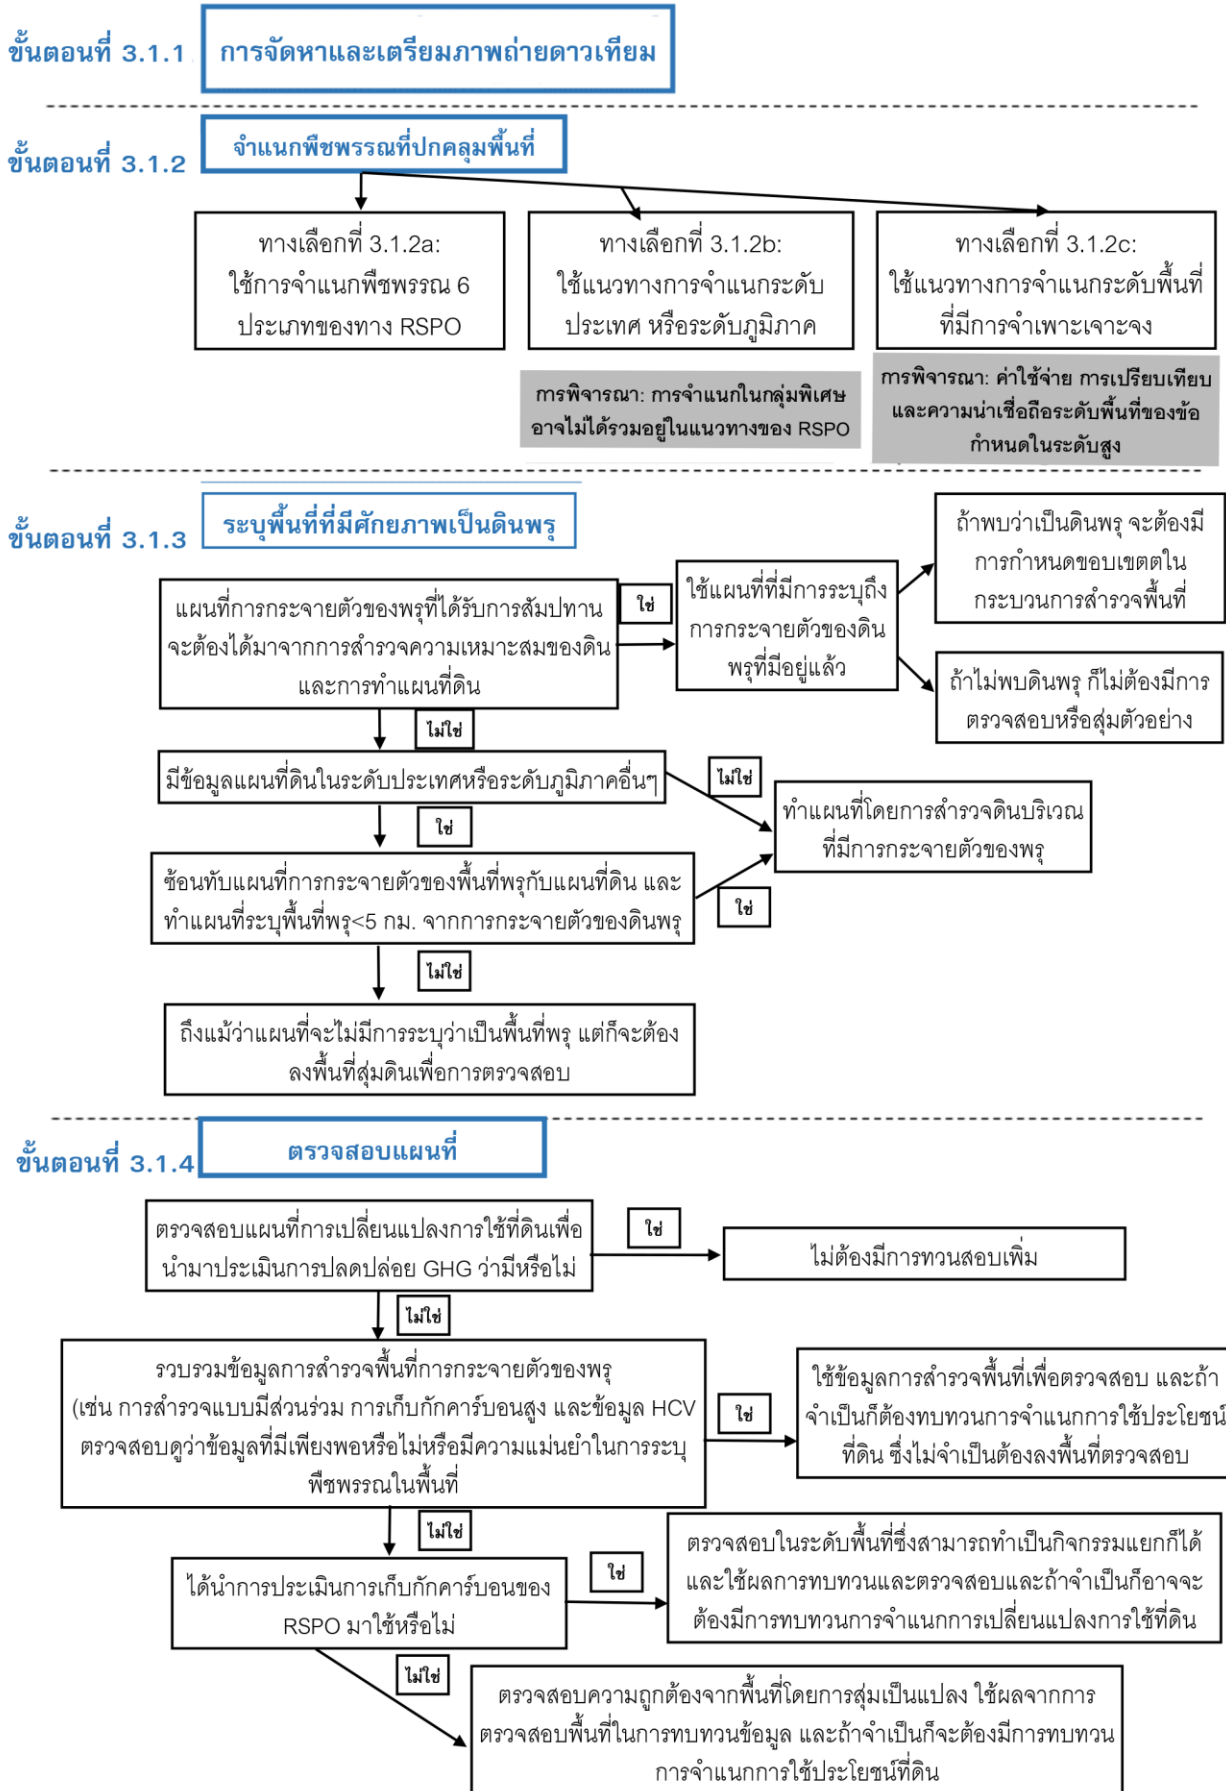 ขั้นตอนที่ 3.1.1
การจัดหาและเตรียมภาพถ่ายดาวเทียม
ขั้นตอนที่ 3.1.2
จำแนกพืชพรรณที่ปกคลุมพื้นที่
ทางเลือกที่ 3.1.2a:
ใช้การจำแนกพืชพรรณ 6
ประเภทของทาง RSPO
ทางเลือกที่ 3.1.2b:
ใช้แนวทางการจำแนกระดับ
ประเทศ หรือระดับภูมิภาค
ทางเลือกที่ 3.1.2c:
ใช้แนวทางการจำแนกระดับพื้นที่
ที่มีการจำเพาะเจาะจง
การพิจารณา: การจำแนกในกลุ่มพิเศษ
อาจไม่ได้รวมอยู่ในแนวทางของ RSPO
การพิจารณา: ค่าใช้จ่าย การเปรียบเทียบ
และความน่าเชื่อถือระดับพื้นที่ของข้อ
กำหนดในระดับสูง
ขั้นตอนที่ 3.1.3
ระบุพื้นที่ที่มีศักยภาพเป็นดินพรุ
แผนที่การกระจายตัวของพรุที่ได้รับการสัมปทาน
จะต้องได้มาจากการสำรวจความเหมาะสมของดิน
และการทำแผนที่ดิน
ใช่
ใช้แผนที่ที่มีการระบุถึง
การกระจายตัวของดิน
พรุที่มีอยู่แล้ว
ถ้าพบว่าเป็นดินพรุ จะต้องมี
การกำหนดขอบเขตตใน
กระบวนการสำรวจพื้นที่
ถ้าไม่พบดินพรุ ก็ไม่ต้องมีการ
ตรวจสอบหรือสุ่มตัวอย่าง
ไม่ใช่
มีข้อมูลแผนที่ดินในระดับประเทศหรือระดับภูมิภาคอื่นๆ
ไม่ใช่
ทำแผนที่โดยการสำรวจดินบริเวณ
ที่มีการกระจายตัวของพรุ
ใช่
ซ้อนทับแผนที่การกระจายตัวของพื้นที่พรุกับแผนที่ดิน และ
ทำแผนที่ระบุพื้นที่พรุ<5 กม. จากการกระจายตัวของดินพรุ
ใช่
ไม่ใช่
ถึงแม้ว่าแผนที่จะไม่มีการระบุว่าเป็นพื้นที่พรุ แต่ก็จะต้อง
ลงพื้นที่สุ่มดินเพื่อการตรวจสอบ
ขั้นตอนที่ 3.1.4
ตรวจสอบแผนที่
ตรวจสอบแผนที่การเปลี่ยนแปลงการใช้ที่ดินเพื่อ
นำมาประเมินการปลดปล่อย GHG ว่ามีหรือไม่
ใช่
ไม่ต้องมีการทวนสอบเพิ่ม
ไม่ใช่
รวบรวมข้อมูลการสำรวจพื้นที่การกระจายตัวของพรุ
(เช่น การสำรวจแบบมีส่วนร่วม การเก็บกักคาร์บอนสูง และข้อมูล HCV
ตรวจสอบดูว่าข้อมูลที่มีเพียงพอหรือไม่หรือมีความแม่นยำในการระบุ
พืชพรรณในพื้นที่
ใช่
ใช้ข้อมูลการสำรวจพื้นที่เพื่อตรวจสอบ และถ้า
จำเป็นก็ต้องทบทวนการจำแนกการใช้ประโยชน์
ที่ดิน ซึ่งไม่จำเป็นต้องลงพื้นที่ตรวจสอบ
ไม่ใช่
ได้นำการประเมินการเก็บกักคาร์บอนของ
RSPO มาใช้หรือไม่
ใช่
ตรวจสอบในระดับพื้นที่ซึ่งสามารถทำเป็นกิจกรรมแยกก็ได้
และใช้ผลการทบทวนและตรวจสอบและถ้าจำเป็นก็อาจจะ
ต้องมีการทบทวนการจำแนกการเปลี่ยนแปลงการใช้ที่ดิน
ไม่ใช่
ตรวจสอบความถูกต้องจากพื้นที่โดยการสุ่มเป็นแปลง ใช้ผลจากการ
ตรวจสอบพื้นที่ในการทบทวนข้อมูล และถ้าจำเป็นก็จะต้องมีการทบทวน
การจำแนกการใช้ประโยชน์ที่ดิน